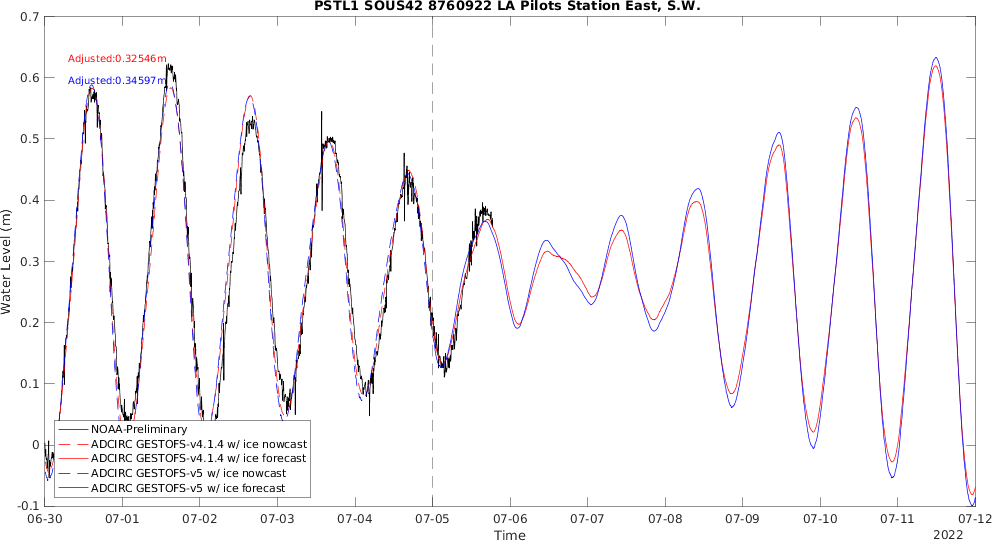 PSTL1 SOUS42 8760922 LA Pilots Station East, S.W.
0.7
0.6
0.5
0.4
0.3
0.2
0.1
0
-0.1
Water Level (m)
Adjusted:0.32546m
Adjusted:0.34597m
NOAA-Preliminary
ADCIRC GESTOFS-v4.1.4 w/ ice nowcast
ADCIRC GESTOFS-v4.1.4 w/ ice forecast
ADCIRC GESTOFS-v5 w/ ice nowcast
ADCIRC GESTOFS-v5 w/ ice forecast
06-30 07-01 07-02 07-03 07-04 07-05 07-06 07-07 07-08 07-09 07-10 07-11 07-12
Time
2022